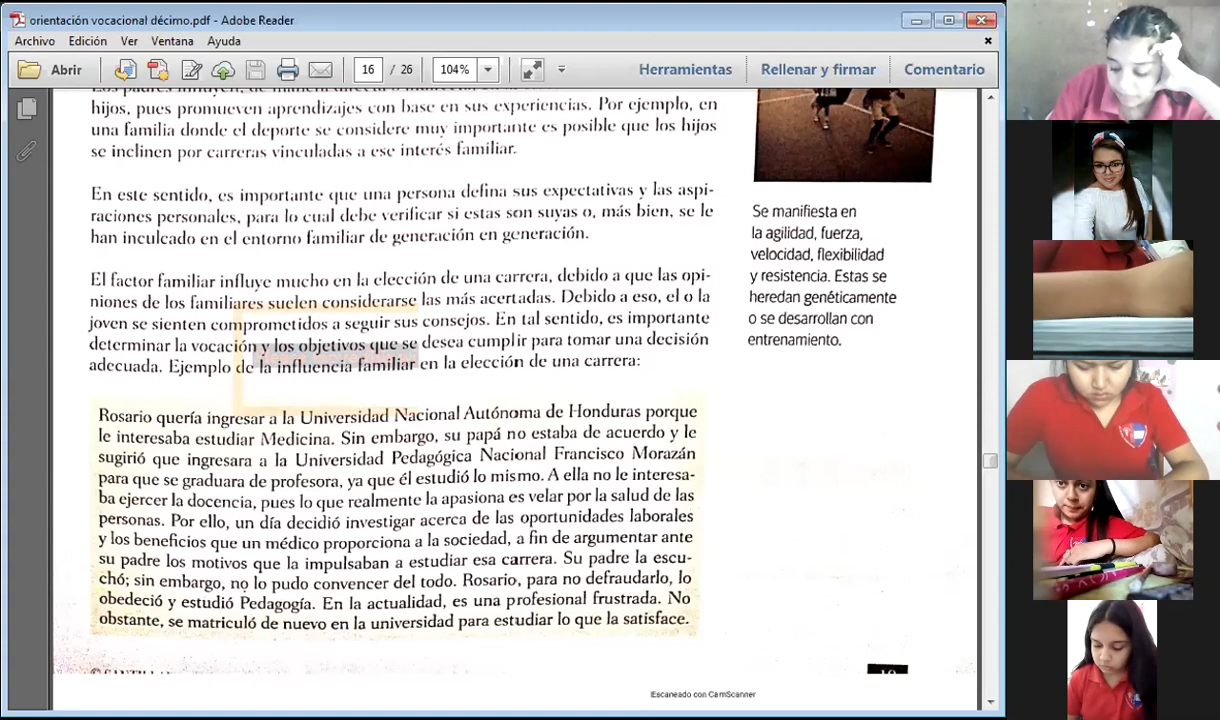 orientación vocacional décimo.pdf - Adobe Reader
Archivo Edición Ver Ventana Ayuda
Abrir 16 / 26 104% Herramientas Rellenar y firmar Comentario
hijos, pues promueven aprendizajes con base en sus experiencias. Por ejemplo, en
una familia donde el deporte se considere muy importante es posible que los hijos
se inclinen por carreras vinculadas a ese interés familiar.
En este sentido, es importante que una persona defina sus expectativas y las aspi-
raciones personales, para lo cual debe verificar si estas son suyas o, más bien, se le
han inculcado en el entorno familiar de generación en generación.
El factor familiar influye mucho en la elección de una carrera, debido a que las opi-
niones de los familiares suelen considerarse las más acertadas. Debido a eso, el o la
joven se sienten comprometidos a seguir sus consejos. En tal sentido, es importante
determinar la vocación y los objetivos que se desea cumplir para tomar una decisión
adecuada. Ejemplo de la influencia familiar en la elección de una carrera:
Rosario quería ingresar a la Universidad Nacional Autónoma de Honduras porque
le interesaba estudiar Medicina. Sin embargo, su papá no estaba de acuerdo y le
sugirió que ingresara a la Universidad Pedagógica Nacional Francisco Morazán
para que se graduara de profesora, ya que él estudió lo mismo. A ella no le interesa-
ba ejercer la docencia, pues lo que realmente la apasiona es velar por la salud de las
personas. Por ello, un día decidió investigar acerca de las oportunidades laborales
y los beneficios que un médico proporciona a la sociedad, a fin de argumentar ante
su padre los motivos que la impulsaban a estudiar esa carrera. Su padre la escu-
chó; sin embargo, no lo pudo convencer del todo. Rosario, para no defraudarlo, lo
obedeció y estudió Pedagogía. En la actualidad, es una profesional frustrada. No
obstante, se matriculó de nuevo en la universidad para estudiar lo que la satisface.
Se manifiesta en
la agilidad, fuerza,
velocidad, flexibilidad
y resistencia. Estas se
heredan genéticamente
o se desarrollan con
entrenamiento.
Escaneado con CamScanner